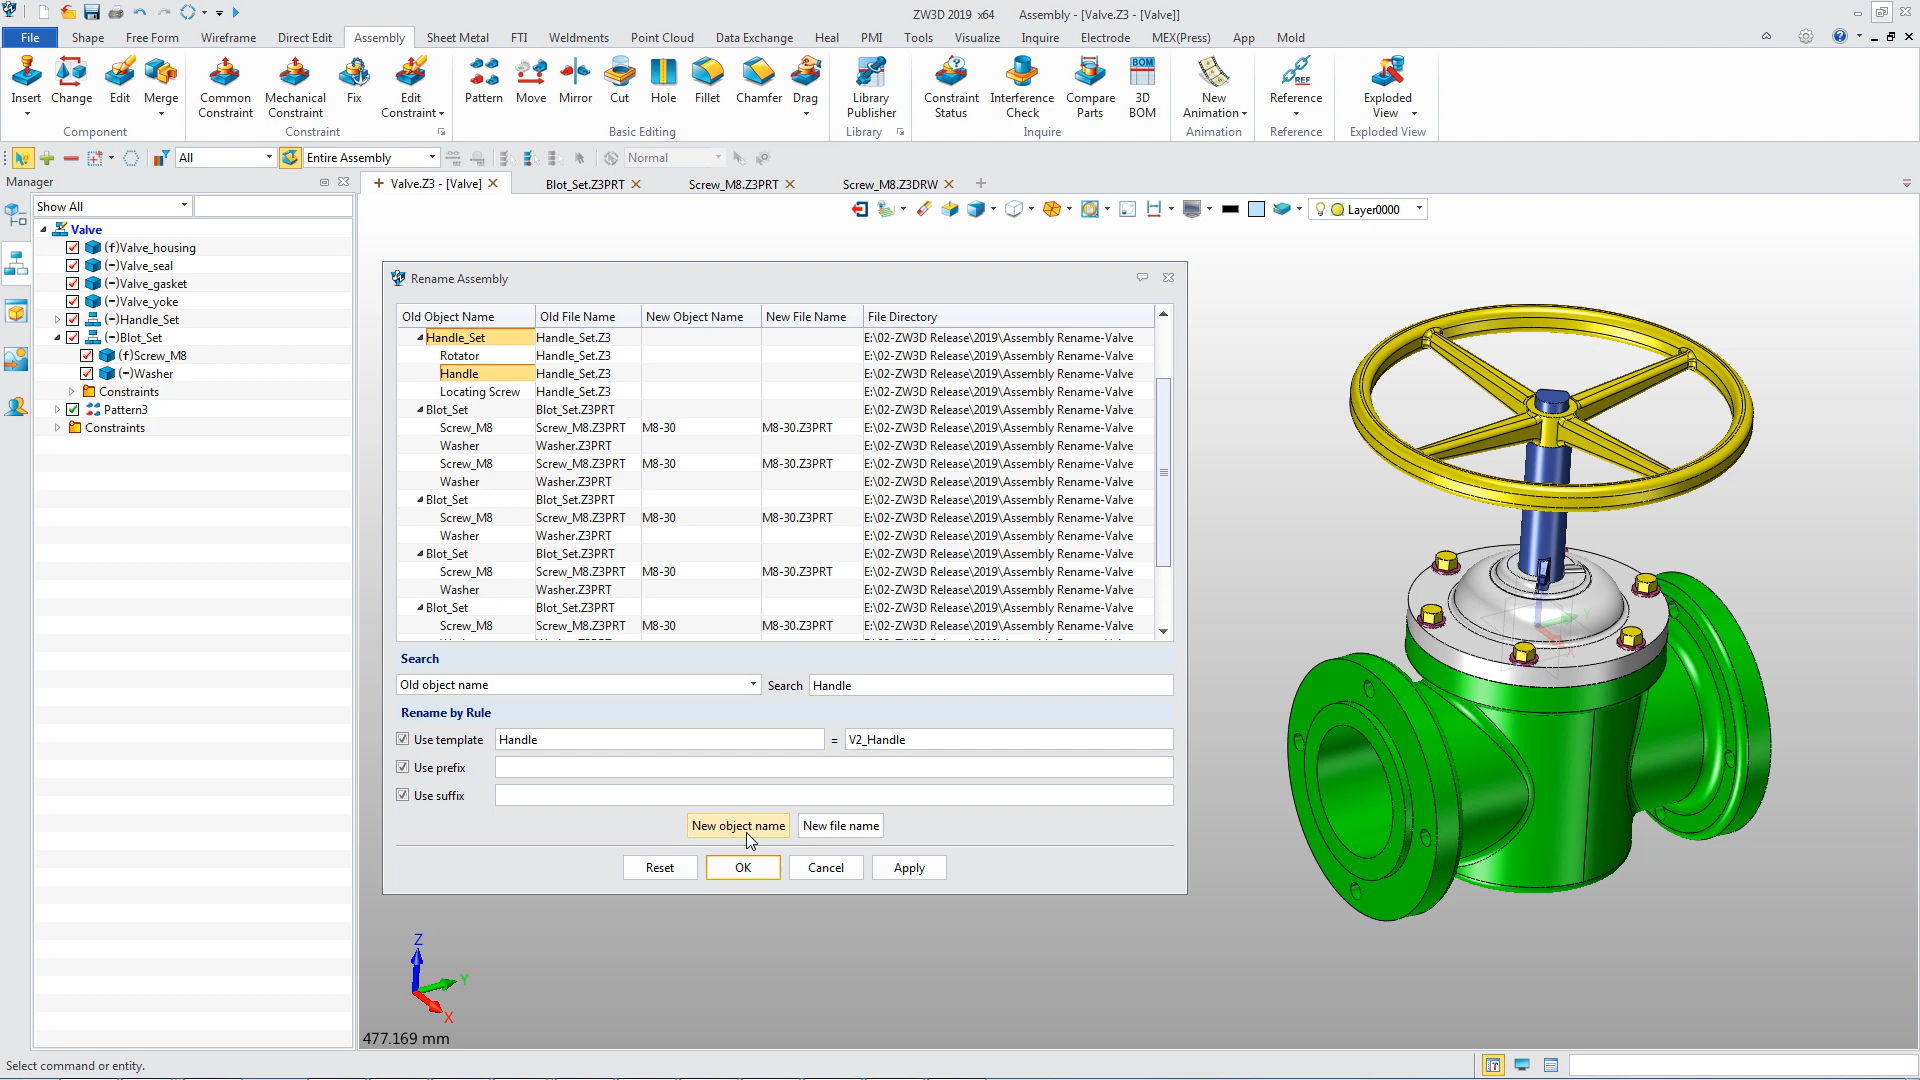 ZW3D 2019 x64 Assembly - [Valve.Z3 - [Valve]]
File Shape Free Form Wireframe Direct Edit Assembly Sheet Metal FTI Weldments Point Cloud Data Exchange Heal PMI Tools Visualize Inquire Electrode MEX(Press) App Mold
Insert Change Edit Merge Common Constraint Mechanical Constraint Fix Edit Constraint Pattern Move Mirror Cut Hole Fillet Chamfer Drag Library Publisher Constraint Status Interference Check Compare Parts BOM 3D BOM New Animation REF Reference Exploded View
Component Constraint Basic Editing Library Inquire Animation Reference Exploded View
All Entire Assembly Normal
Manager
Valve.Z3 - [Valve] Blot_Set.Z3PRT Screw_M8.Z3PRT Screw_M8.Z3DRW
Show All
Layer0000
Valve
(f)Valve_housing
(-)Valve_seal
(-)Valve_gasket
(-)Valve_yoke
(-)Handle_Set
(-)Blot_Set
(f)Screw_M8
(-)Washer
Constraints
Pattern3
Constraints
Rename Assembly
Old Object Name Old File Name New Object Name New File Name File Directory
Handle_Set Handle_Set.Z3 E:\02-ZW3D Release\2019\Assembly Rename-Valve
Rotator Handle_Set.Z3 E:\02-ZW3D Release\2019\Assembly Rename-Valve
Handle Handle_Set.Z3 E:\02-ZW3D Release\2019\Assembly Rename-Valve
Locating Screw Handle_Set.Z3 E:\02-ZW3D Release\2019\Assembly Rename-Valve
Blot_Set Blot_Set.Z3PRT E:\02-ZW3D Release\2019\Assembly Rename-Valve
Screw_M8 Screw_M8.Z3PRT M8-30 M8-30.Z3PRT E:\02-ZW3D Release\2019\Assembly Rename-Valve
Washer Washer.Z3PRT E:\02-ZW3D Release\2019\Assembly Rename-Valve
Screw_M8 Screw_M8.Z3PRT M8-30 M8-30.Z3PRT E:\02-ZW3D Release\2019\Assembly Rename-Valve
Washer Washer.Z3PRT E:\02-ZW3D Release\2019\Assembly Rename-Valve
Blot_Set Blot_Set.Z3PRT E:\02-ZW3D Release\2019\Assembly Rename-Valve
Screw_M8 Screw_M8.Z3PRT M8-30 M8-30.Z3PRT E:\02-ZW3D Release\2019\Assembly Rename-Valve
Washer Washer.Z3PRT E:\02-ZW3D Release\2019\Assembly Rename-Valve
Blot_Set Blot_Set.Z3PRT E:\02-ZW3D Release\2019\Assembly Rename-Valve
Screw_M8 Screw_M8.Z3PRT M8-30 M8-30.Z3PRT E:\02-ZW3D Release\2019\Assembly Rename-Valve
Washer Washer.Z3PRT E:\02-ZW3D Release\2019\Assembly Rename-Valve
Blot_Set Blot_Set.Z3PRT E:\02-ZW3D Release\2019\Assembly Rename-Valve
Screw_M8 Screw_M8.Z3PRT M8-30 M8-30.Z3PRT E:\02-ZW3D Release\2019\Assembly Rename-Valve
Search
Old object name Search Handle
Rename by Rule
Use template Handle = V2_Handle
Use prefix
Use suffix
New object name New file name
Reset OK Cancel Apply
Z
Y
X
Y
X
477.169 mm
Select command or entity.